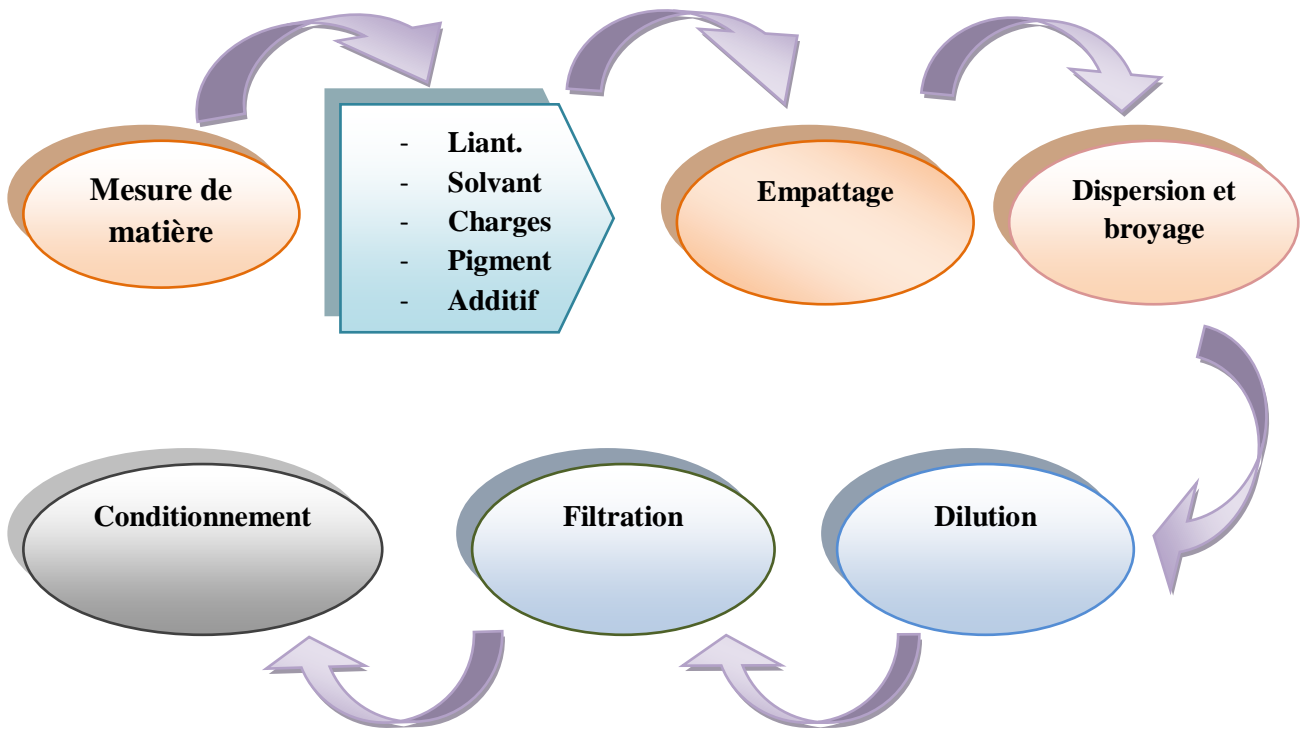 Mesure de
matière
- Liant.
- Solvant
- Charges
- Pigment
- Additif
Empattage
Dispersion et
broyage
Conditionnement
Filtration
Dilution